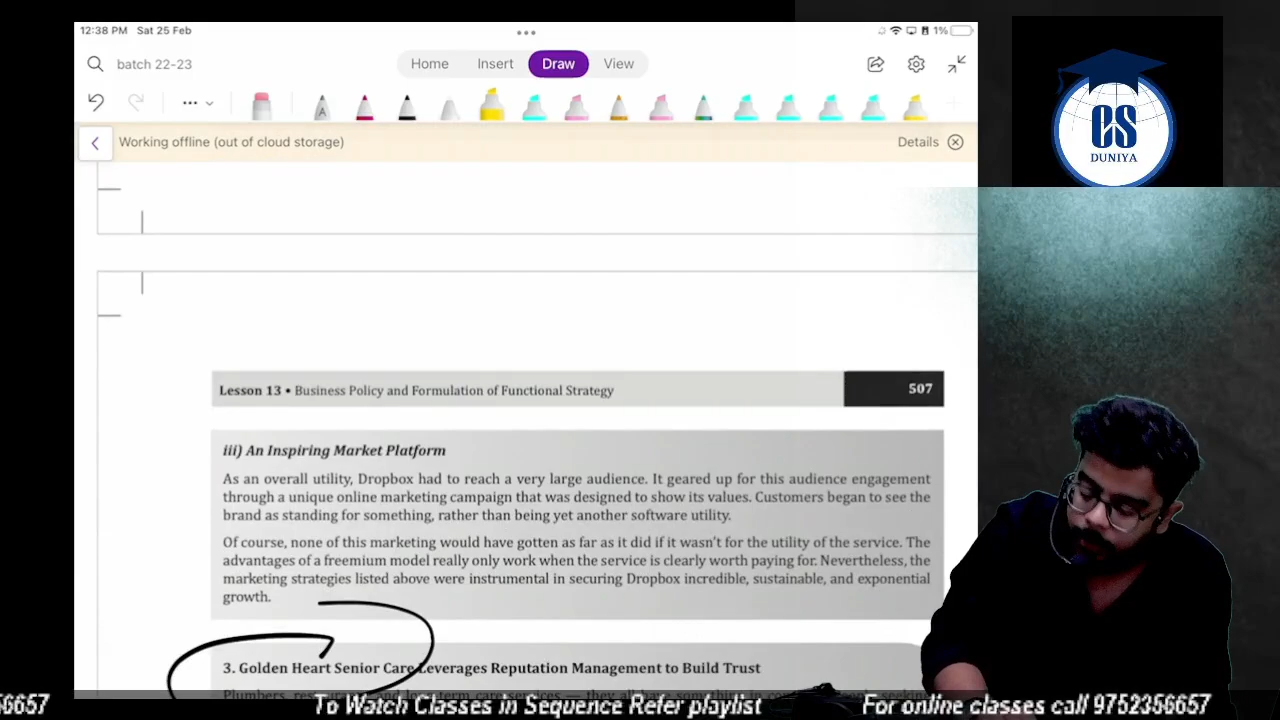 12:38 PM Sat 25 Feb
1%
batch 22-23
Home Insert Draw View
A
Working offline (out of cloud storage)
Details
CS
DUNIYA
Lesson 13 • Business Policy and Formulation of Functional Strategy
507
iii) An Inspiring Market Platform
As an overall utility, Dropbox had to reach a very large audience. It geared up for this audience engagement
through a unique online marketing campaign that was designed to show its values. Customers began to see the
brand as standing for something, rather than being yet another software utility.
Of course, none of this marketing would have gotten as far as it did if it wasn't for the utility of the service. The
advantages of a freemium model really only work when the service is clearly worth paying for. Nevertheless, the
marketing strategies listed above were instrumental in securing Dropbox incredible, sustainable, and exponential
growth.
3. Golden Heart Senior Care Leverages Reputation Management to Build Trust
56657 To Watch Classes in Sequence Refer playlist For online classes call 9752356657